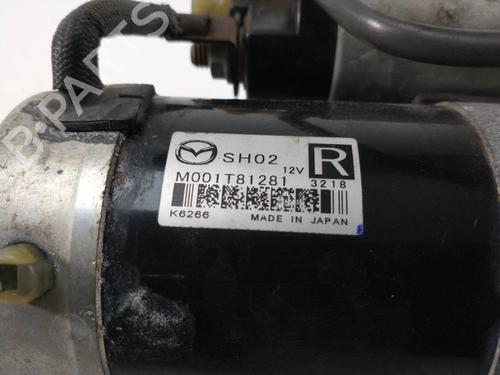 B-PARTS
SH02 12V R
M001T81281 3218
K6266 MADE IN JAPAN